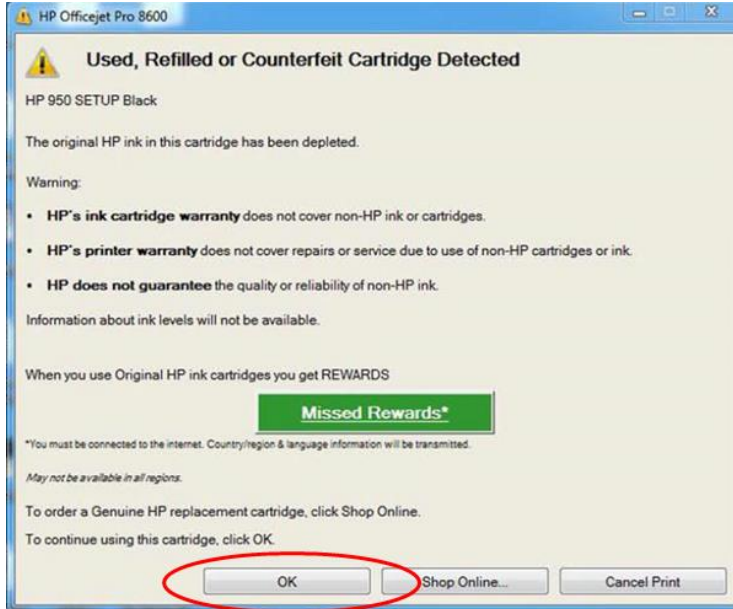 HP Officejet Pro 8600
Used, Refilled or Counterfeit Cartridge Detected
HP 950 SETUP Black
The original HP ink in this cartridge has been depleted.
Warning:
• HP's ink cartridge warranty does not cover non-HP ink or cartridges.
• HP's printer warranty does not cover repairs or service due to use of non-HP cartridges or ink.
• HP does not guarantee the quality or reliability of non-HP ink.
Information about ink levels will not be available.
When you use Original HP ink cartridges you get REWARDS
Missed Rewards*
*You must be connected to the internet. Country/region & language information will be transmitted.
May not be available in all regions.
To order a Genuine HP replacement cartridge, click Shop Online.
To continue using this cartridge, click OK.
OK Shop Online... Cancel Print